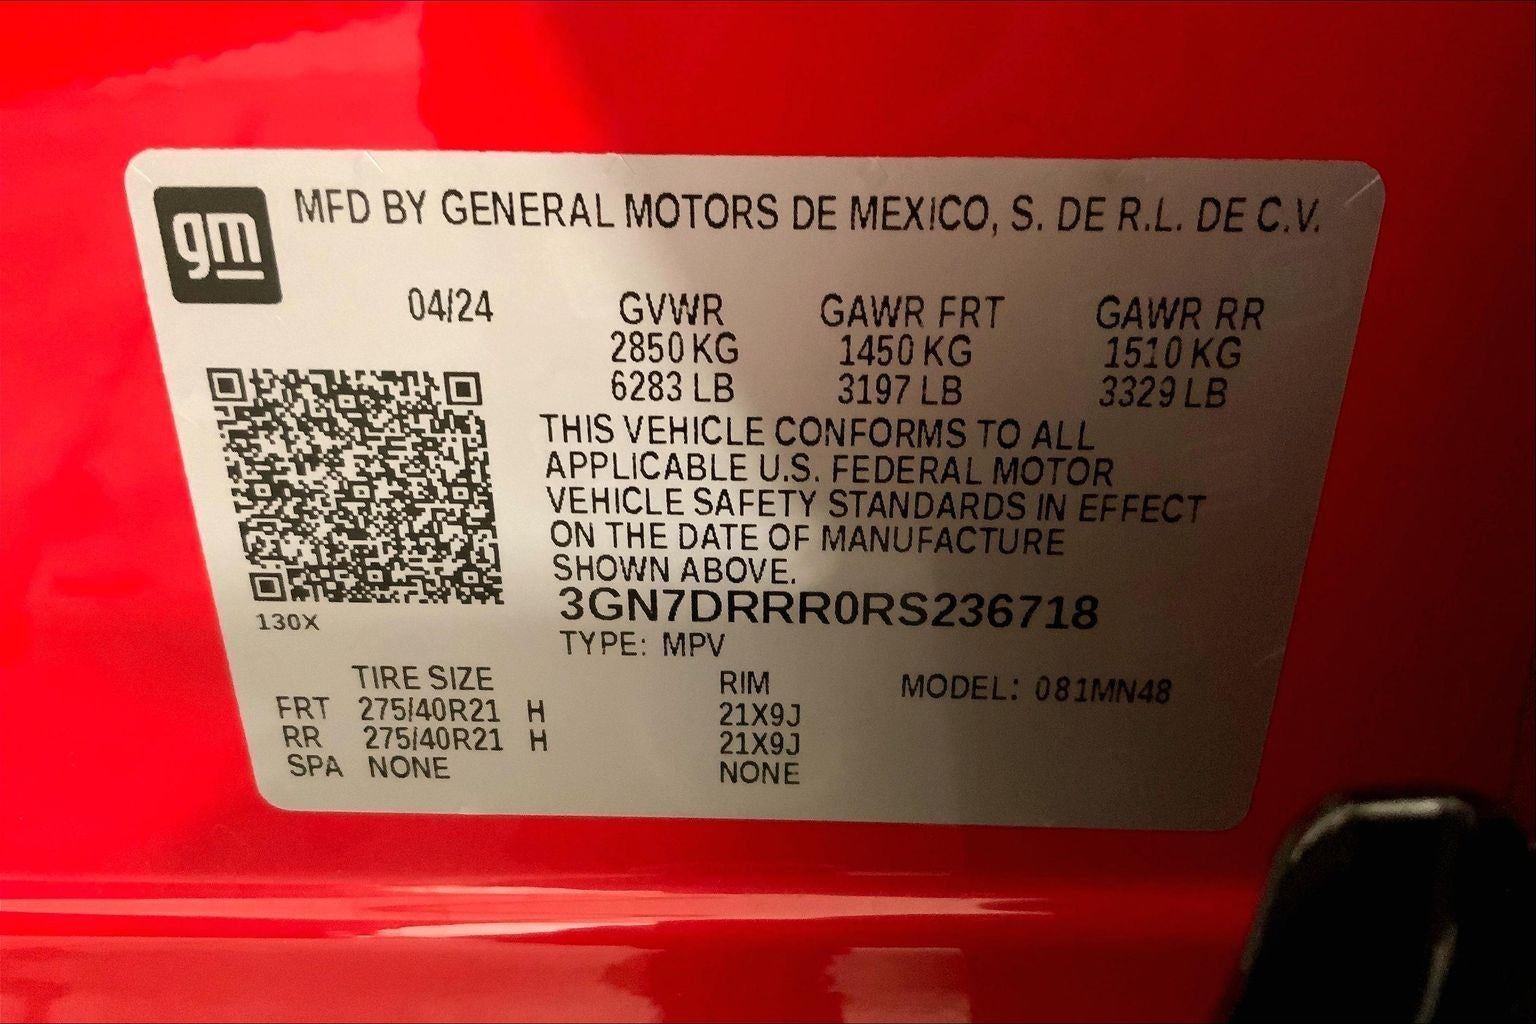 gm
MFD BY GENERAL MOTORS DE MEXICO, S. DE R.L. DE C.V.
04/24 GVWR GAWR FRT GAWR RR
2850 KG 1450 KG 1510 KG
6283 LB 3197 LB 3329 LB
THIS VEHICLE CONFORMS TO ALL
APPLICABLE U.S. FEDERAL MOTOR
VEHICLE SAFETY STANDARDS IN EFFECT
ON THE DATE OF MANUFACTURE
SHOWN ABOVE.
3GN7DRRR0RS236718
130X
TYPE: MPV
TIRE SIZE RIM MODEL: 081MN48
FRT 275/40R21 H 21X9J
RR 275/40R21 H 21X9J
SPA NONE NONE